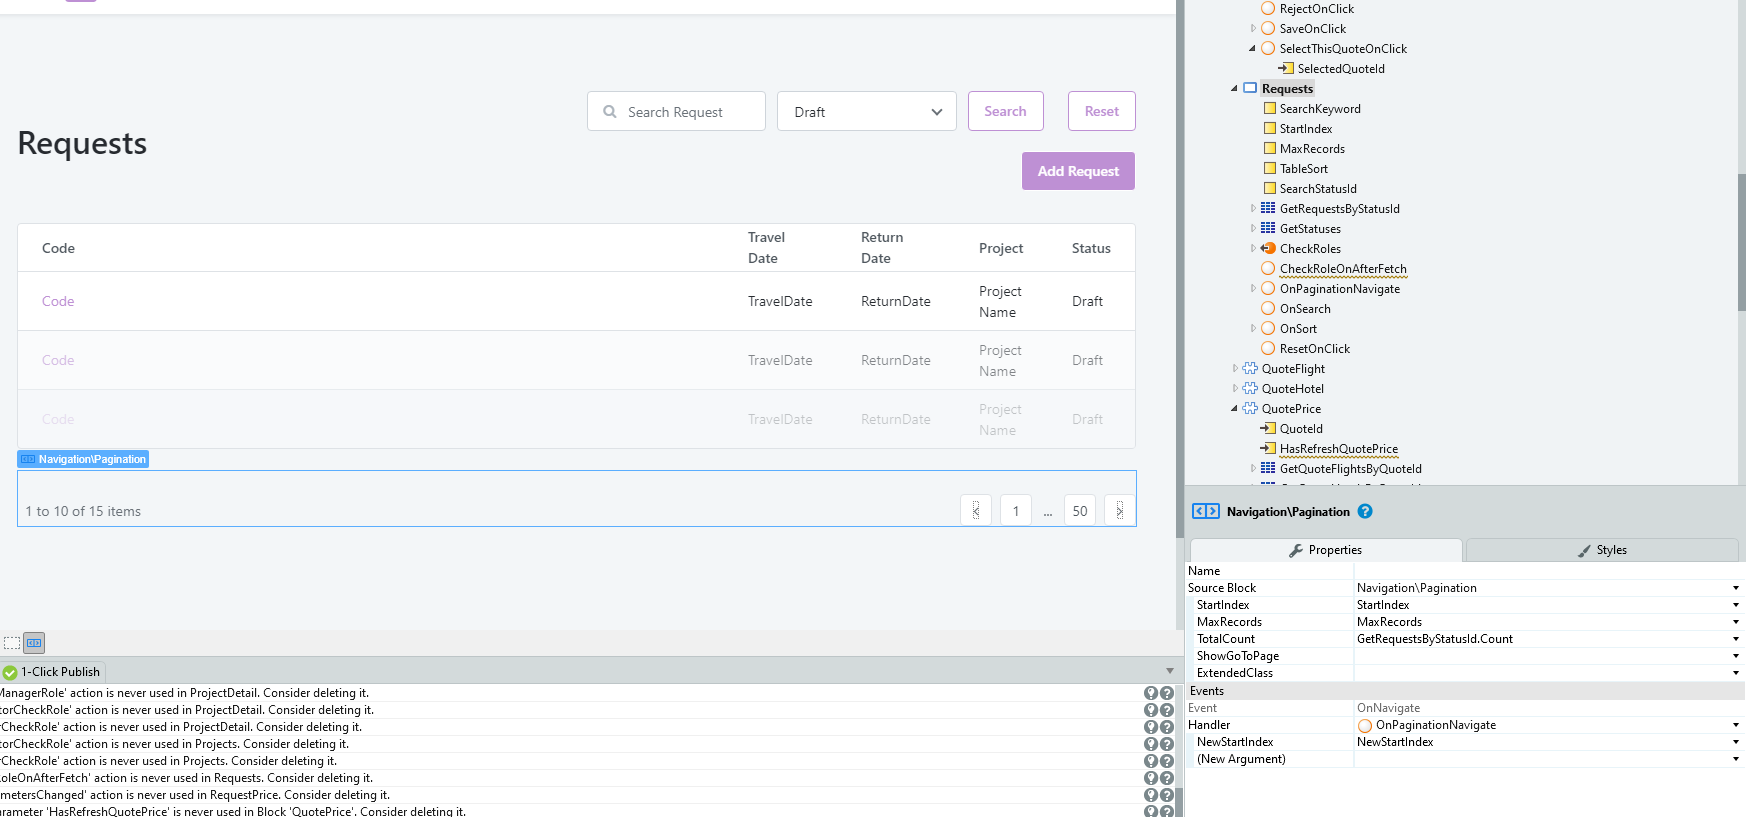 Search Request
Draft
Search
Reset
Requests
Add Request
Code
Travel
Date
Return
Date
Project
Status
Code
TravelDate
ReturnDate
Project
Name
Draft
Code
TravelDate
ReturnDate
Project
Name
Draft
Code
TravelDate
ReturnDate
Project
Name
Draft
Navigation\Pagination
1 to 10 of 15 items
<
1
...
50
>
1-Click Publish
ManagerRole' action is never used in ProjectDetail. Consider deleting it.
torCheckRole' action is never used in ProjectDetail. Consider deleting it.
rCheckRole' action is never used in ProjectDetail. Consider deleting it.
torCheckRole' action is never used in Projects. Consider deleting it.
rCheckRole' action is never used in Projects. Consider deleting it.
RoleOnAfterFetch' action is never used in Requests. Consider deleting it.
metersChanged' action is never used in RequestPrice. Consider deleting it.
arameter 'HasRefreshQuotePrice' is never used in Block 'QuotePrice'. Consider deleting it.
RejectOnClick
SaveOnClick
SelectThisQuoteOnClick
SelectedQuoteId
Requests
SearchKeyword
StartIndex
MaxRecords
TableSort
SearchStatusId
GetRequestsByStatusId
GetStatuses
CheckRoles
CheckRoleOnAfterFetch
OnPaginationNavigate
OnSearch
OnSort
ResetOnClick
QuoteFlight
QuoteHotel
QuotePrice
QuoteId
HasRefreshQuotePrice
GetQuoteFlightsByQuoteId
Navigation\Pagination ?
Properties
Styles
Name
Source Block Navigation\Pagination
StartIndex StartIndex
MaxRecords MaxRecords
TotalCount GetRequestsByStatusId.Count
ShowGoToPage
ExtendedClass
Events
Event OnNavigate
Handler OnPaginationNavigate
NewStartIndex NewStartIndex
(New Argument)